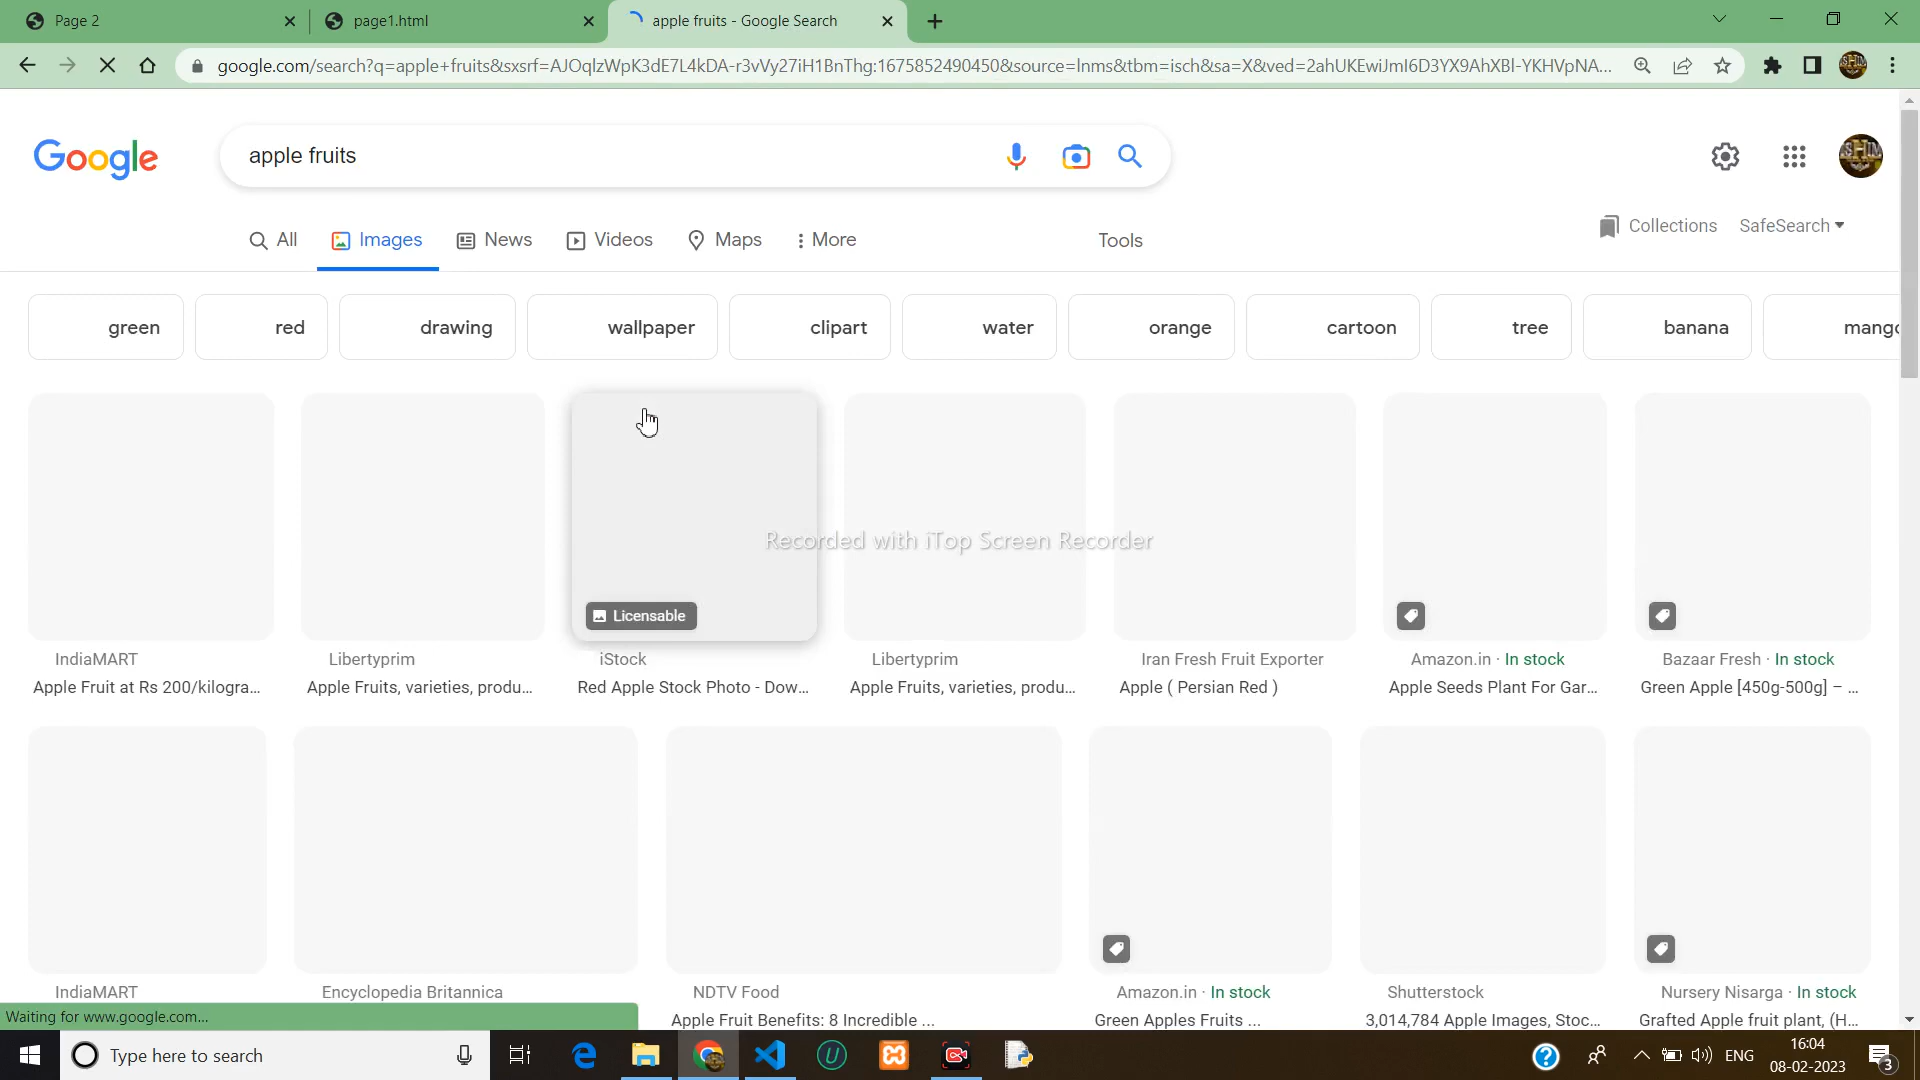 Page 2
page1.html
apple fruits - Google Search
google.com/search?q=apple+fruits&sxsrf=AJOqlzWpK3dE7L4kDA-r3vVy27iH1BnThg:1675852490450&source=lnms&tbm=isch&sa=X&ved=2ahUKEwiJmI6D3YX9AhXBl-YKHVpNA...
Google
apple fruits
All
Images
News
Videos
Maps
More
Tools
Collections
SafeSearch
green
red
drawing
wallpaper
clipart
water
orange
cartoon
tree
banana
mango
Licensable
Recorded with iTop Screen Recorder
IndiaMART
Apple Fruit at Rs 200/kilogra...
Libertyprim
Apple Fruits, varieties, produ...
iStock
Red Apple Stock Photo - Dow...
Libertyprim
Apple Fruits, varieties, produ...
Iran Fresh Fruit Exporter
Apple ( Persian Red )
Amazon.in · In stock
Apple Seeds Plant For Gar...
Bazaar Fresh · In stock
Green Apple [450g-500g] – ...
IndiaMART
Encyclopedia Britannica
NDTV Food
Apple Fruit Benefits: 8 Incredible ...
Amazon.in · In stock
Green Apples Fruits ...
Shutterstock
3,014,784 Apple Images, Stoc...
Nursery Nisarga · In stock
Grafted Apple fruit plant, (H...
Waiting for www.google.com...
Type here to search
ENG
16:04
08-02-2023
3